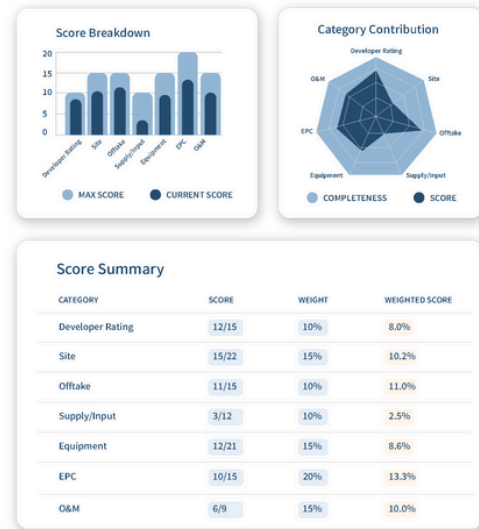 Score Breakdown
20
15
10
5
0
Developer Rating
Site
Offtake
Supply/Input
Equipment
EPC
O&M
MAX SCORE
CURRENT SCORE
Category Contribution
Developer Rating
O&M
Site
EPC
Offtake
Equipment
Supply/Input
COMPLETENESS
SCORE
Score Summary
CATEGORY SCORE WEIGHT WEIGHTED SCORE
Developer Rating 12/15 10% 8.0%
Site 15/22 15% 10.2%
Offtake 11/15 10% 11.0%
Supply/Input 3/12 10% 2.5%
Equipment 12/21 15% 8.6%
EPC 10/15 20% 13.3%
O&M 6/9 15% 10.0%